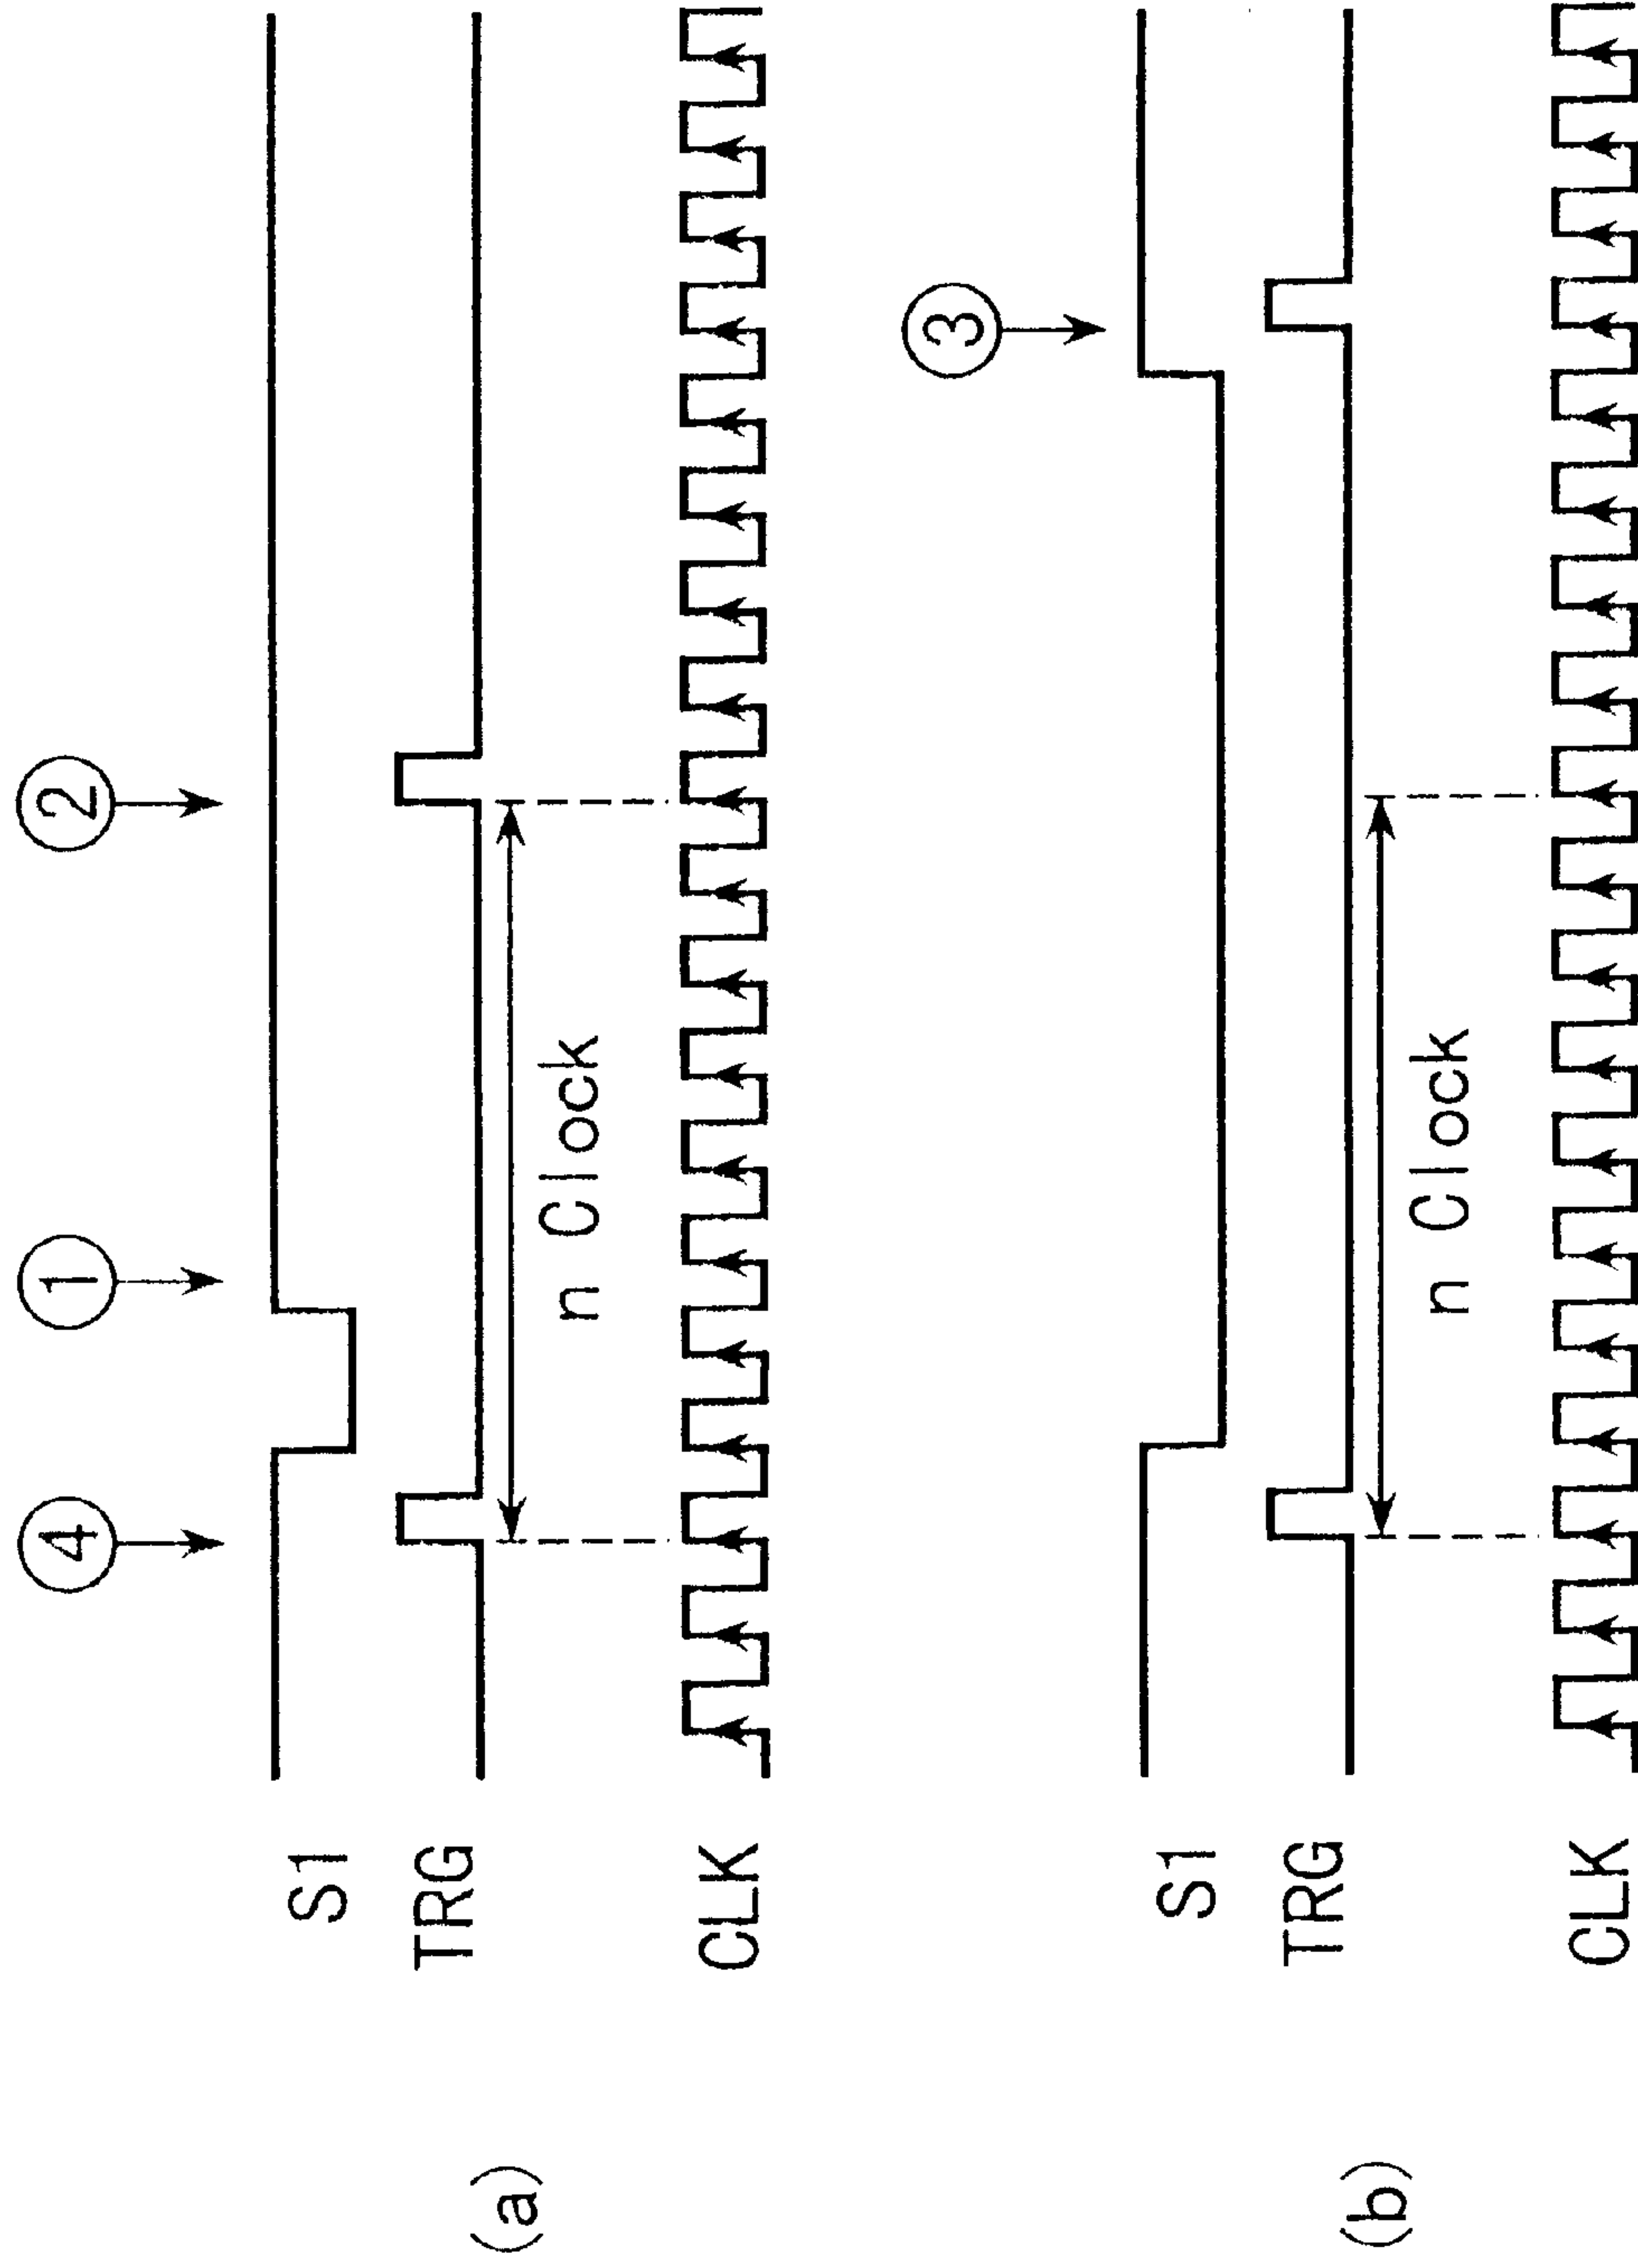 (a)
④ ① ②
S1
TRG
n Clock
CLK
(b)
③
S1
TRG
n Clock
CLK